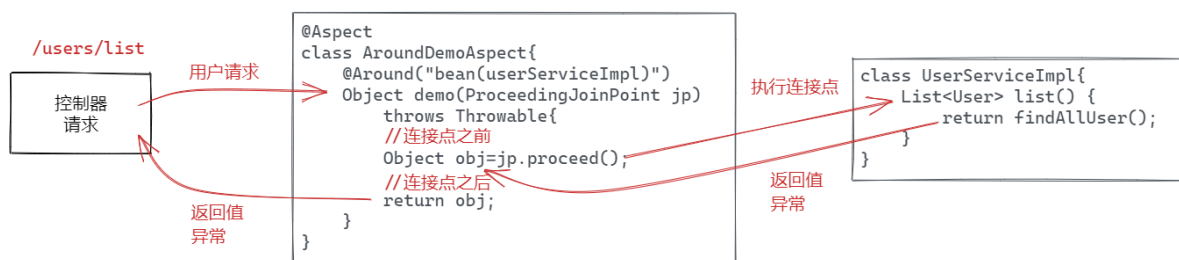 /users/list
控制器
请求
用户请求
返回值
异常
@Aspect
class AroundDemoAspect{
    @Around("bean(userServiceImpl)")
    Object demo(ProceedingJoinPoint jp)
        throws Throwable{
        //连接点之前
        Object obj=jp.proceed();
        //连接点之后
        return obj;
    }
}
执行连接点
返回值
异常
class UserServiceImpl{
    List<User> list() {
        return findAllUser();
    }
}